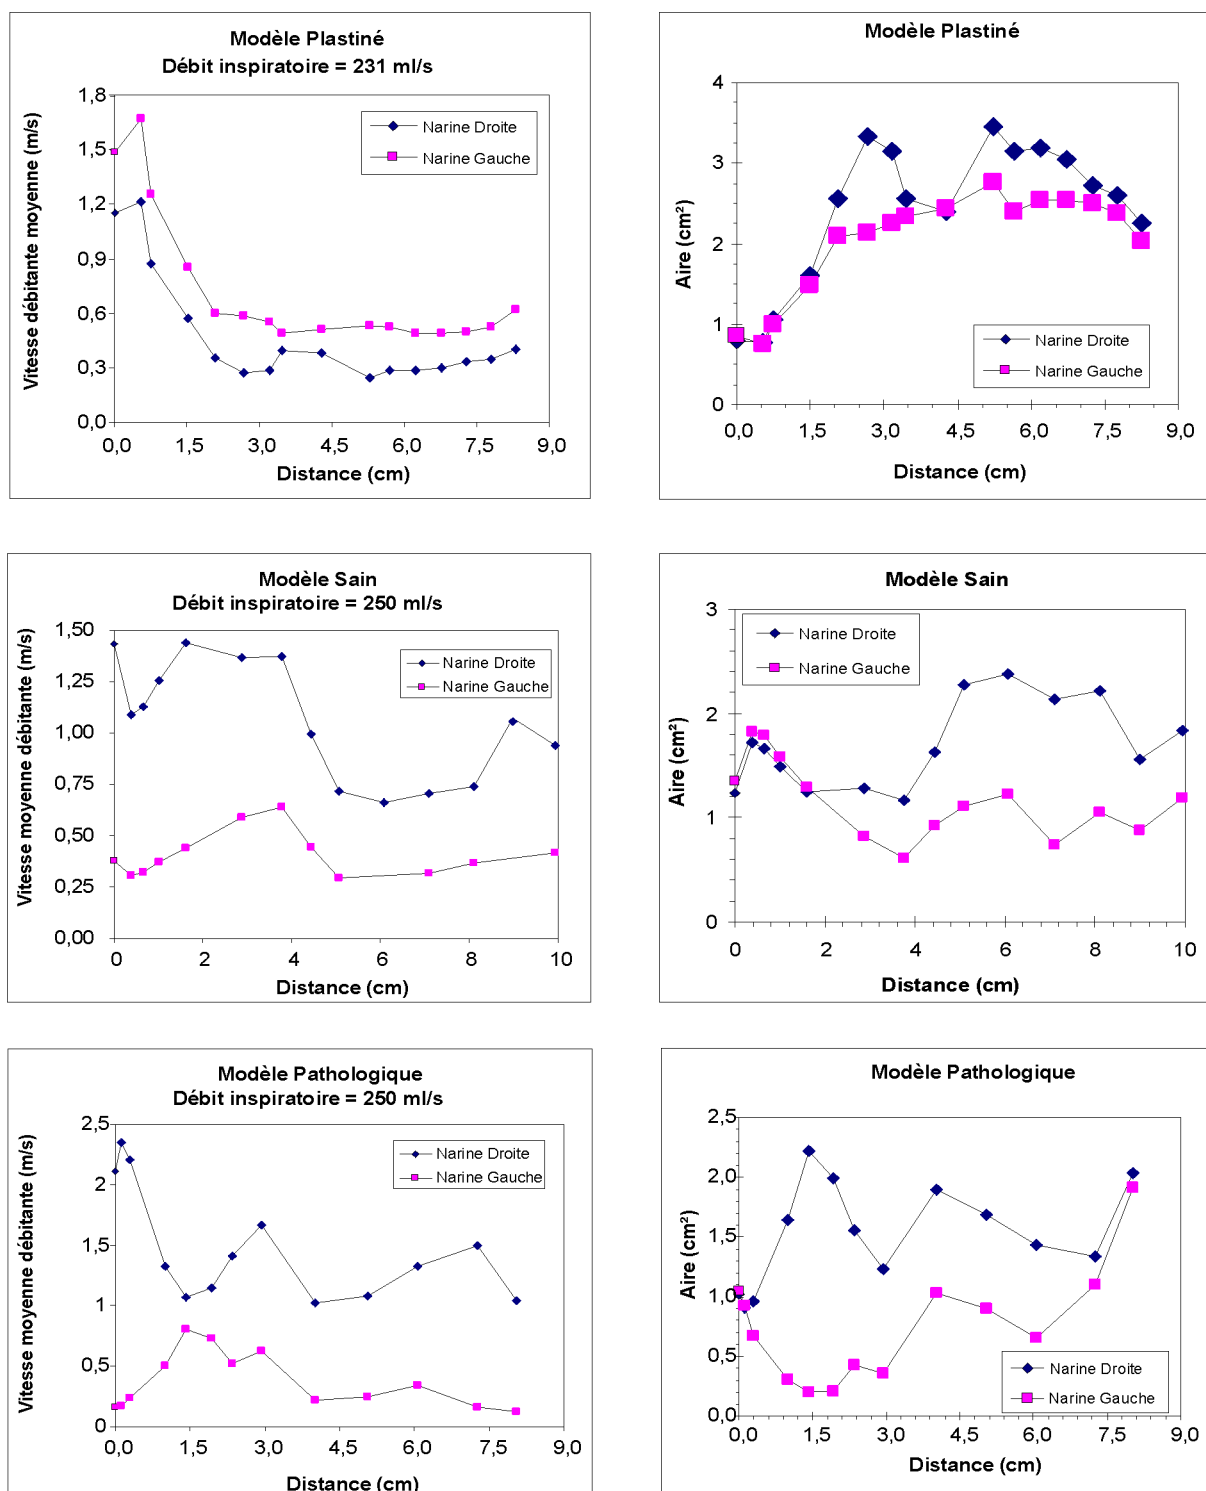 Modèle Plastiné
Débit inspiratoire = 231 ml/s
Vitesse débitante moyenne (m/s)
1,8
1,5
1,2
0,9
0,6
0,3
0,0
Narine Droite
Narine Gauche
0,0 1,5 3,0 4,5 6,0 7,5 9,0
Distance (cm)
Modèle Plastiné
Aire (cm²)
4
3
2
1
0
Narine Droite
Narine Gauche
0,0 1,5 3,0 4,5 6,0 7,5 9,0
Distance (cm)
Modèle Sain
Débit inspiratoire = 250 ml/s
Vitesse moyenne débitante (m/s)
1,50
1,25
1,00
0,75
0,50
0,25
0,00
Narine Droite
Narine Gauche
0 2 4 6 8 10
Distance (cm)
Modèle Sain
Aire (cm²)
3
2
1
0
Narine Droite
Narine Gauche
0 2 4 6 8 10
Distance (cm)
Modèle Pathologique
Débit inspiratoire = 250 ml/s
Vitesse moyenne débitante (m/s)
2,5
2
1,5
1
0,5
0
Narine Droite
Narine Gauche
0,0 1,5 3,0 4,5 6,0 7,5 9,0
Distance (cm)
Modèle Pathologique
Aire (cm²)
2,5
2,0
1,5
1,0
0,5
0,0
Narine Droite
Narine Gauche
0,0 1,5 3,0 4,5 6,0 7,5 9,0
Distance (cm)